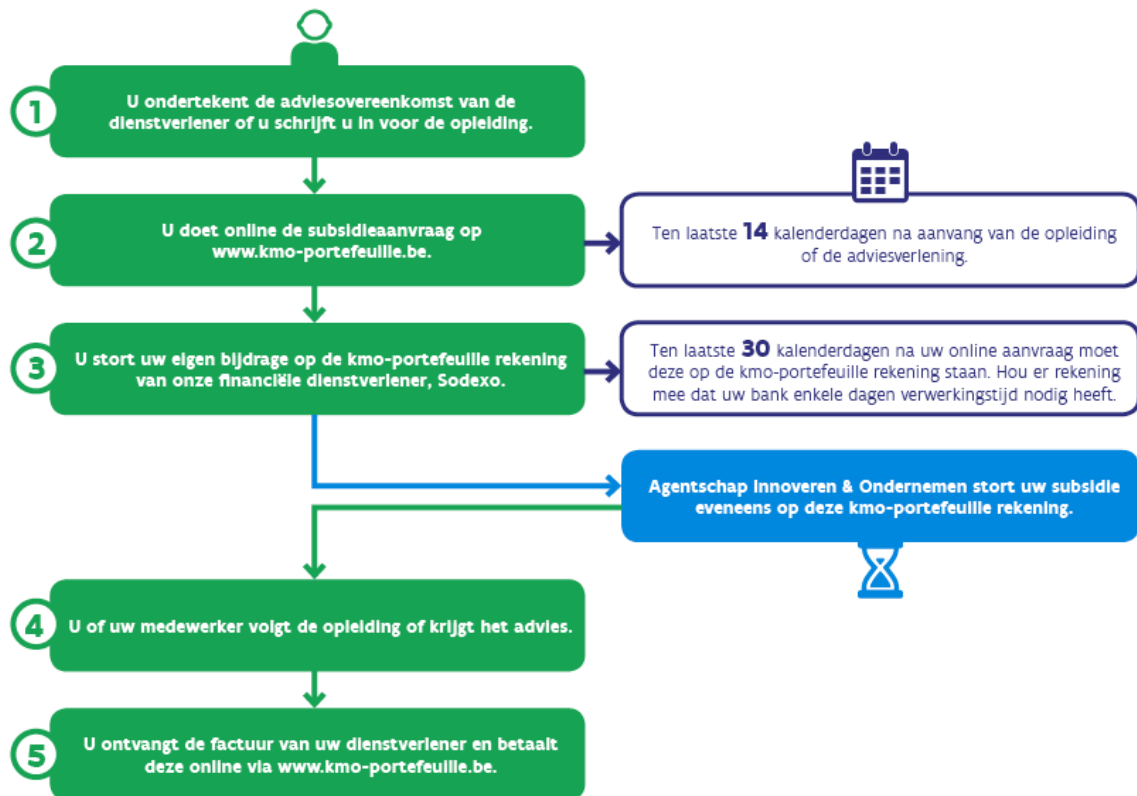 1
U ondertekent de adviesovereenkomst van de
dienstverlener of u schrijft u in voor de opleiding.
2
U doet online de subsidieaanvraag op
www.kmo-portefeuille.be.
Ten laatste 14 kalenderdagen na aanvang van de opleiding
of de adviesverlening.
3
U stort uw eigen bijdrage op de kmo-portefeuille rekening
van onze financiële dienstverlener, Sodexo.
Ten laatste 30 kalenderdagen na uw online aanvraag moet
deze op de kmo-portefeuille rekening staan. Hou er rekening
mee dat uw bank enkele dagen verwerkingstijd nodig heeft.
Agentschap Innoveren & Ondernemen stort uw subsidie
eveneens op deze kmo-portefeuille rekening.
4
U of uw medewerker volgt de opleiding of krijgt het advies.
5
U ontvangt de factuur van uw dienstverlener en betaalt
deze online via www.kmo-portefeuille.be.